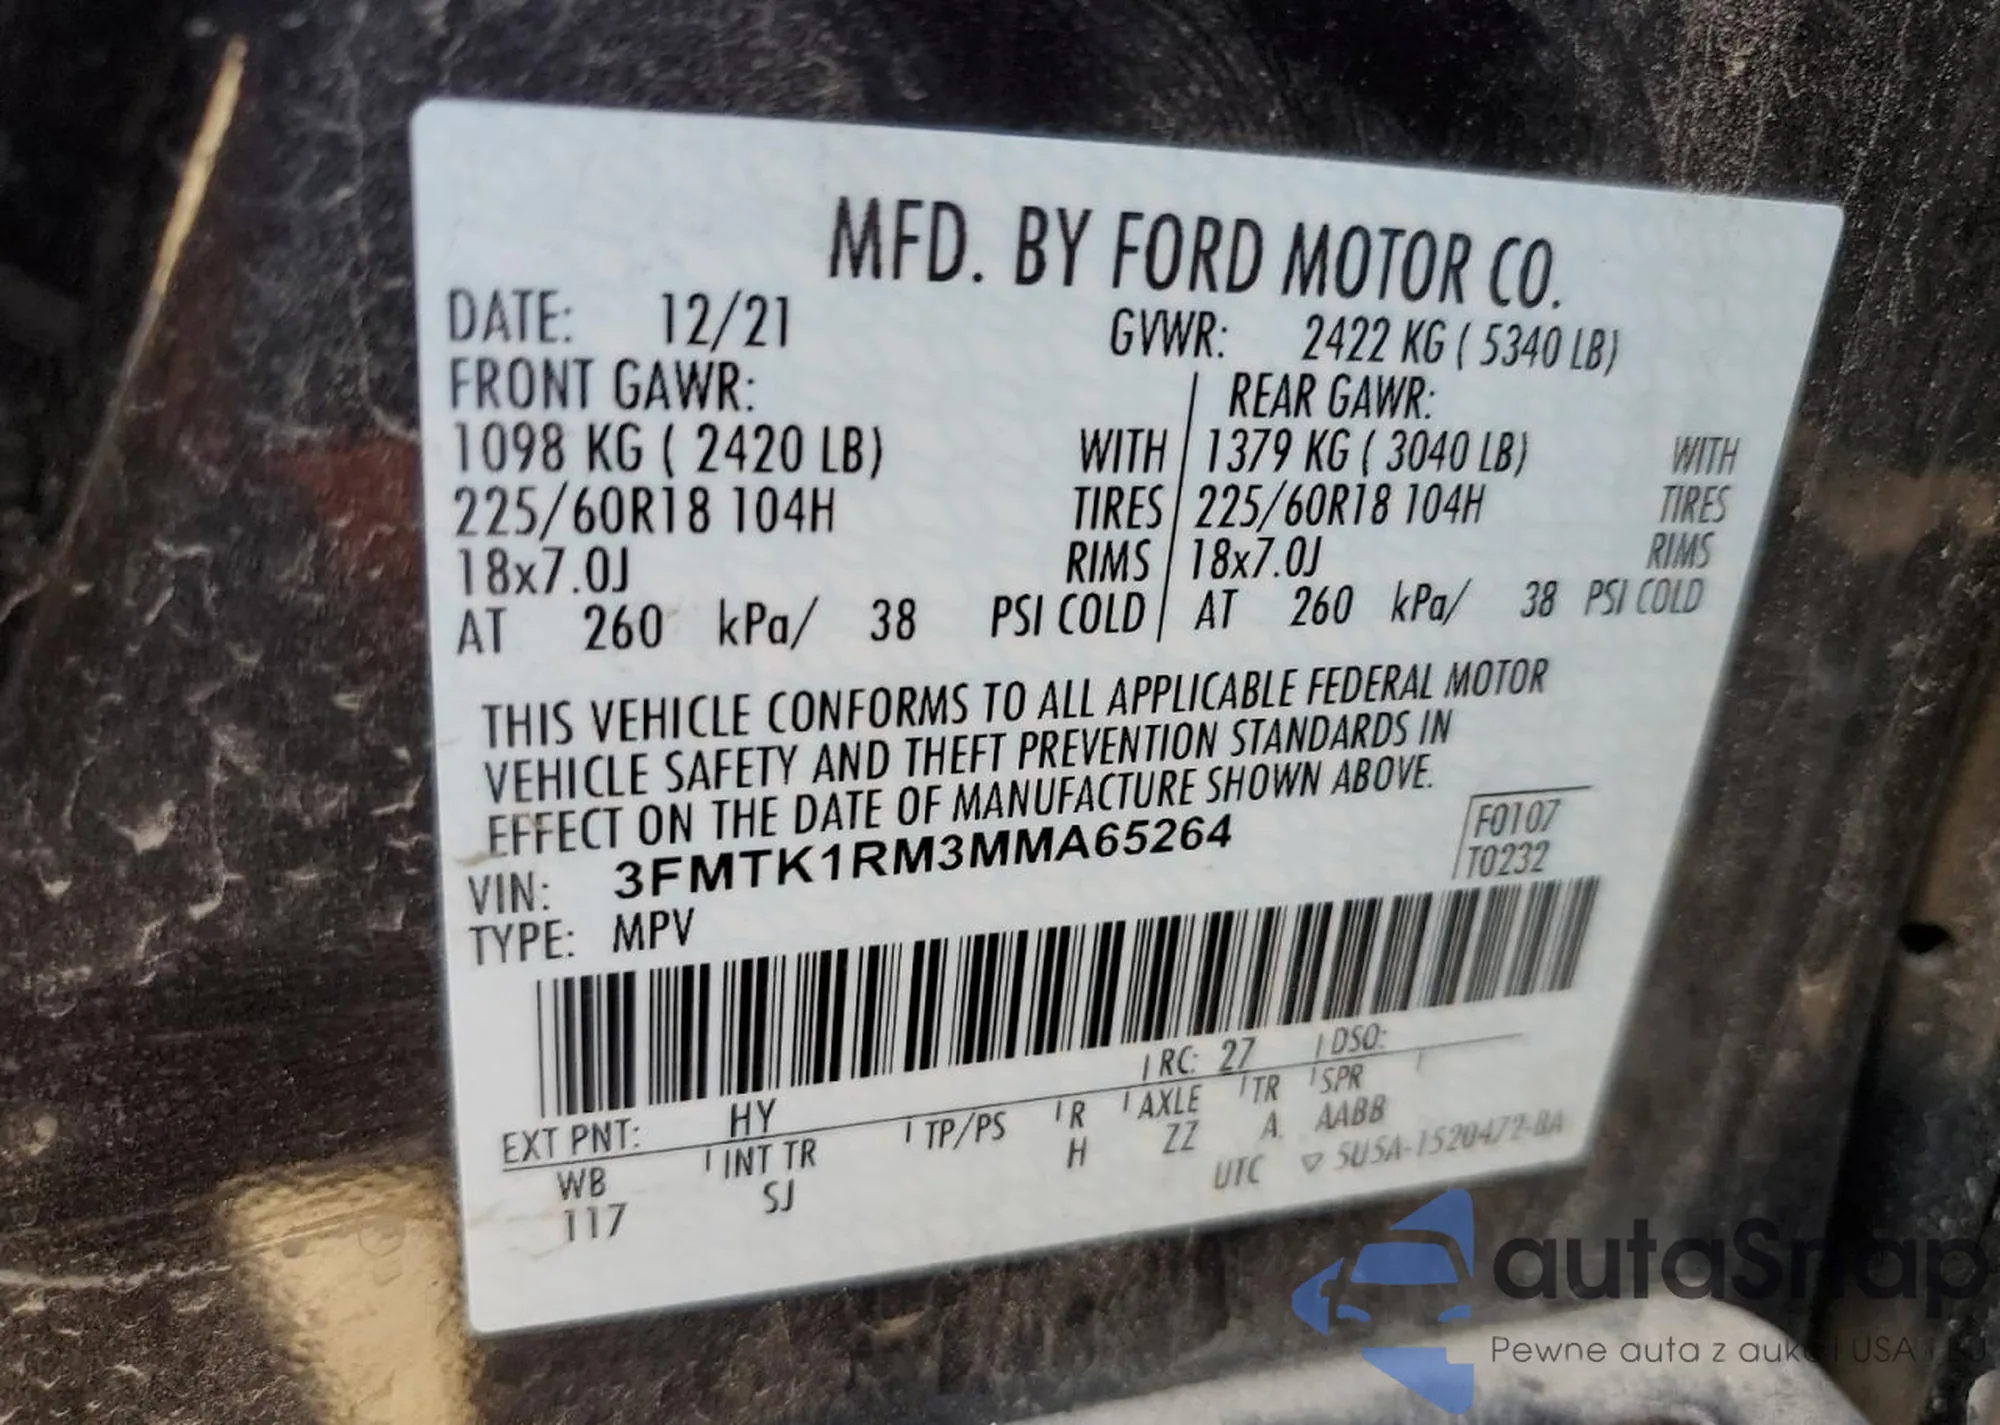 MFD. BY FORD MOTOR CO.
DATE: 12/21 GVWR: 2422 KG ( 5340 LB)
FRONT GAWR: REAR GAWR:
1098 KG ( 2420 LB) WITH 1379 KG ( 3040 LB) WITH
225/60R18 104H TIRES 225/60R18 104H TIRES
18x7.0J RIMS 18x7.0J RIMS
AT 260 kPa/ 38 PSI COLD AT 260 kPa/ 38 PSI COLD
THIS VEHICLE CONFORMS TO ALL APPLICABLE FEDERAL MOTOR
VEHICLE SAFETY AND THEFT PREVENTION STANDARDS IN
EFFECT ON THE DATE OF MANUFACTURE SHOWN ABOVE.
F0107
T0232
VIN: 3FMTK1RM3MMA65264
TYPE: MPV
EXT PNT: HY RC: 27 DSO:
WB INT TR TP/PS R AXLE TR SPR
117 SJ H ZZ A AABB
UTC ▽ 5U5A-1520472-BA
autaSnap
Pewne auta z aukcji USA i EU